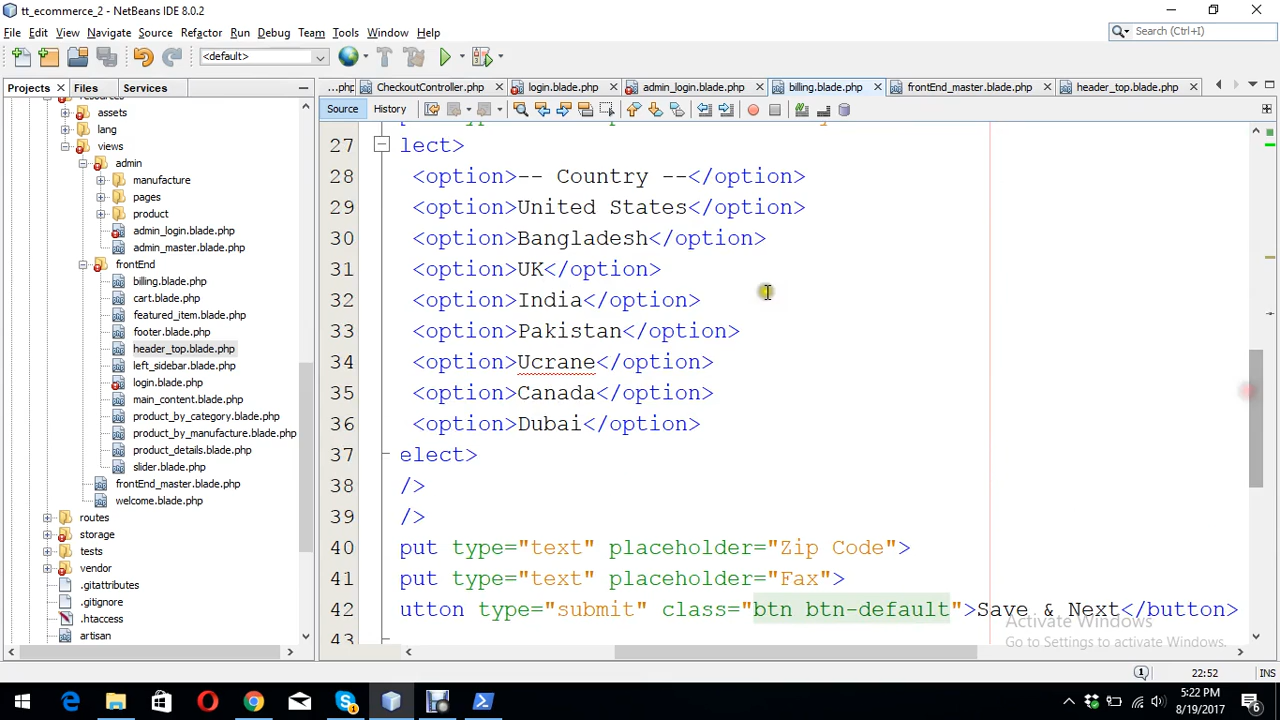 tt_ecommerce_2 - NetBeans IDE 8.0.2
File Edit View Navigate Source Refactor Run Debug Team Tools Window Help
Search (Ctrl+I)
<default>
Projects Files Services
...php CheckoutController.php login.blade.php admin_login.blade.php billing.blade.php frontEnd_master.blade.php header_top.blade.php
Source History
assets
lang
views
admin
manufacture
pages
product
admin_login.blade.php
admin_master.blade.php
frontEnd
billing.blade.php
cart.blade.php
featured_item.blade.php
footer.blade.php
header_top.blade.php
left_sidebar.blade.php
login.blade.php
main_content.blade.php
product_by_category.blade.php
product_by_manufacture.blade.php
product_details.blade.php
slider.blade.php
frontEnd_master.blade.php
welcome.blade.php
routes
storage
tests
vendor
.gitattributes
.gitignore
.htaccess
artisan
27 lect>
28 <option>-- Country --</option>
29 <option>United States</option>
30 <option>Bangladesh</option>
31 <option>UK</option>
32 <option>India</option>
33 <option>Pakistan</option>
34 <option>Ucrane</option>
35 <option>Canada</option>
36 <option>Dubai</option>
37 elect>
38 />
39 />
40 put type="text" placeholder="Zip Code">
41 put type="text" placeholder="Fax">
42 utton type="submit" class="btn btn-default">Save & Next</button>
43
Activate Windows
Go to Settings to activate Windows.
1 22:52 INS
5:22 PM
8/19/2017
6